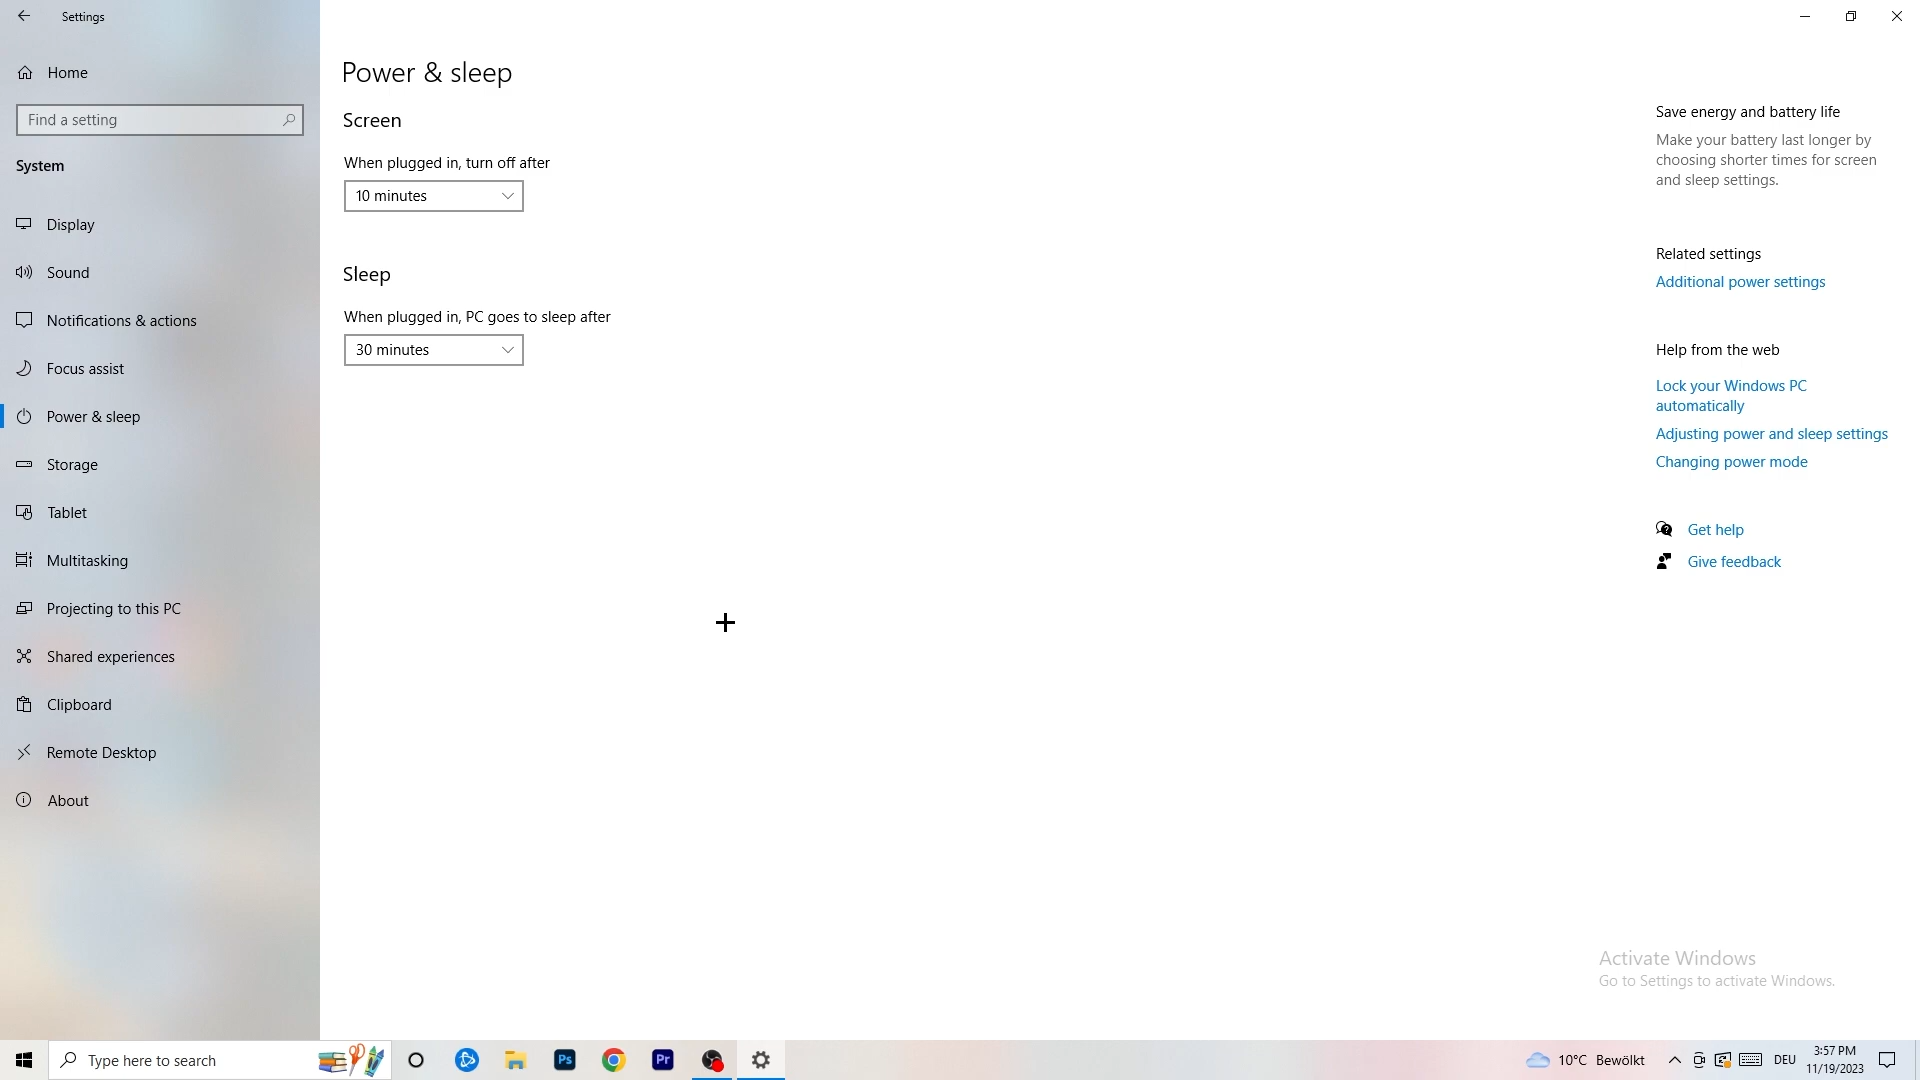 Settings
Home
Find a setting
System
Display
Sound
Notifications & actions
Focus assist
Power & sleep
Storage
Tablet
Multitasking
Projecting to this PC
Shared experiences
Clipboard
Remote Desktop
About
Power & sleep
Screen
When plugged in, turn off after
10 minutes
Sleep
When plugged in, PC goes to sleep after
30 minutes
Save energy and battery life
Make your battery last longer by
choosing shorter times for screen
and sleep settings.
Related settings
Additional power settings
Help from the web
Lock your Windows PC
automatically
Adjusting power and sleep settings
Changing power mode
Get help
Give feedback
Activate Windows
Go to Settings to activate Windows.
Type here to search
Ps
Pr
10°C Bewölkt
DEU
3:57 PM
11/19/2023